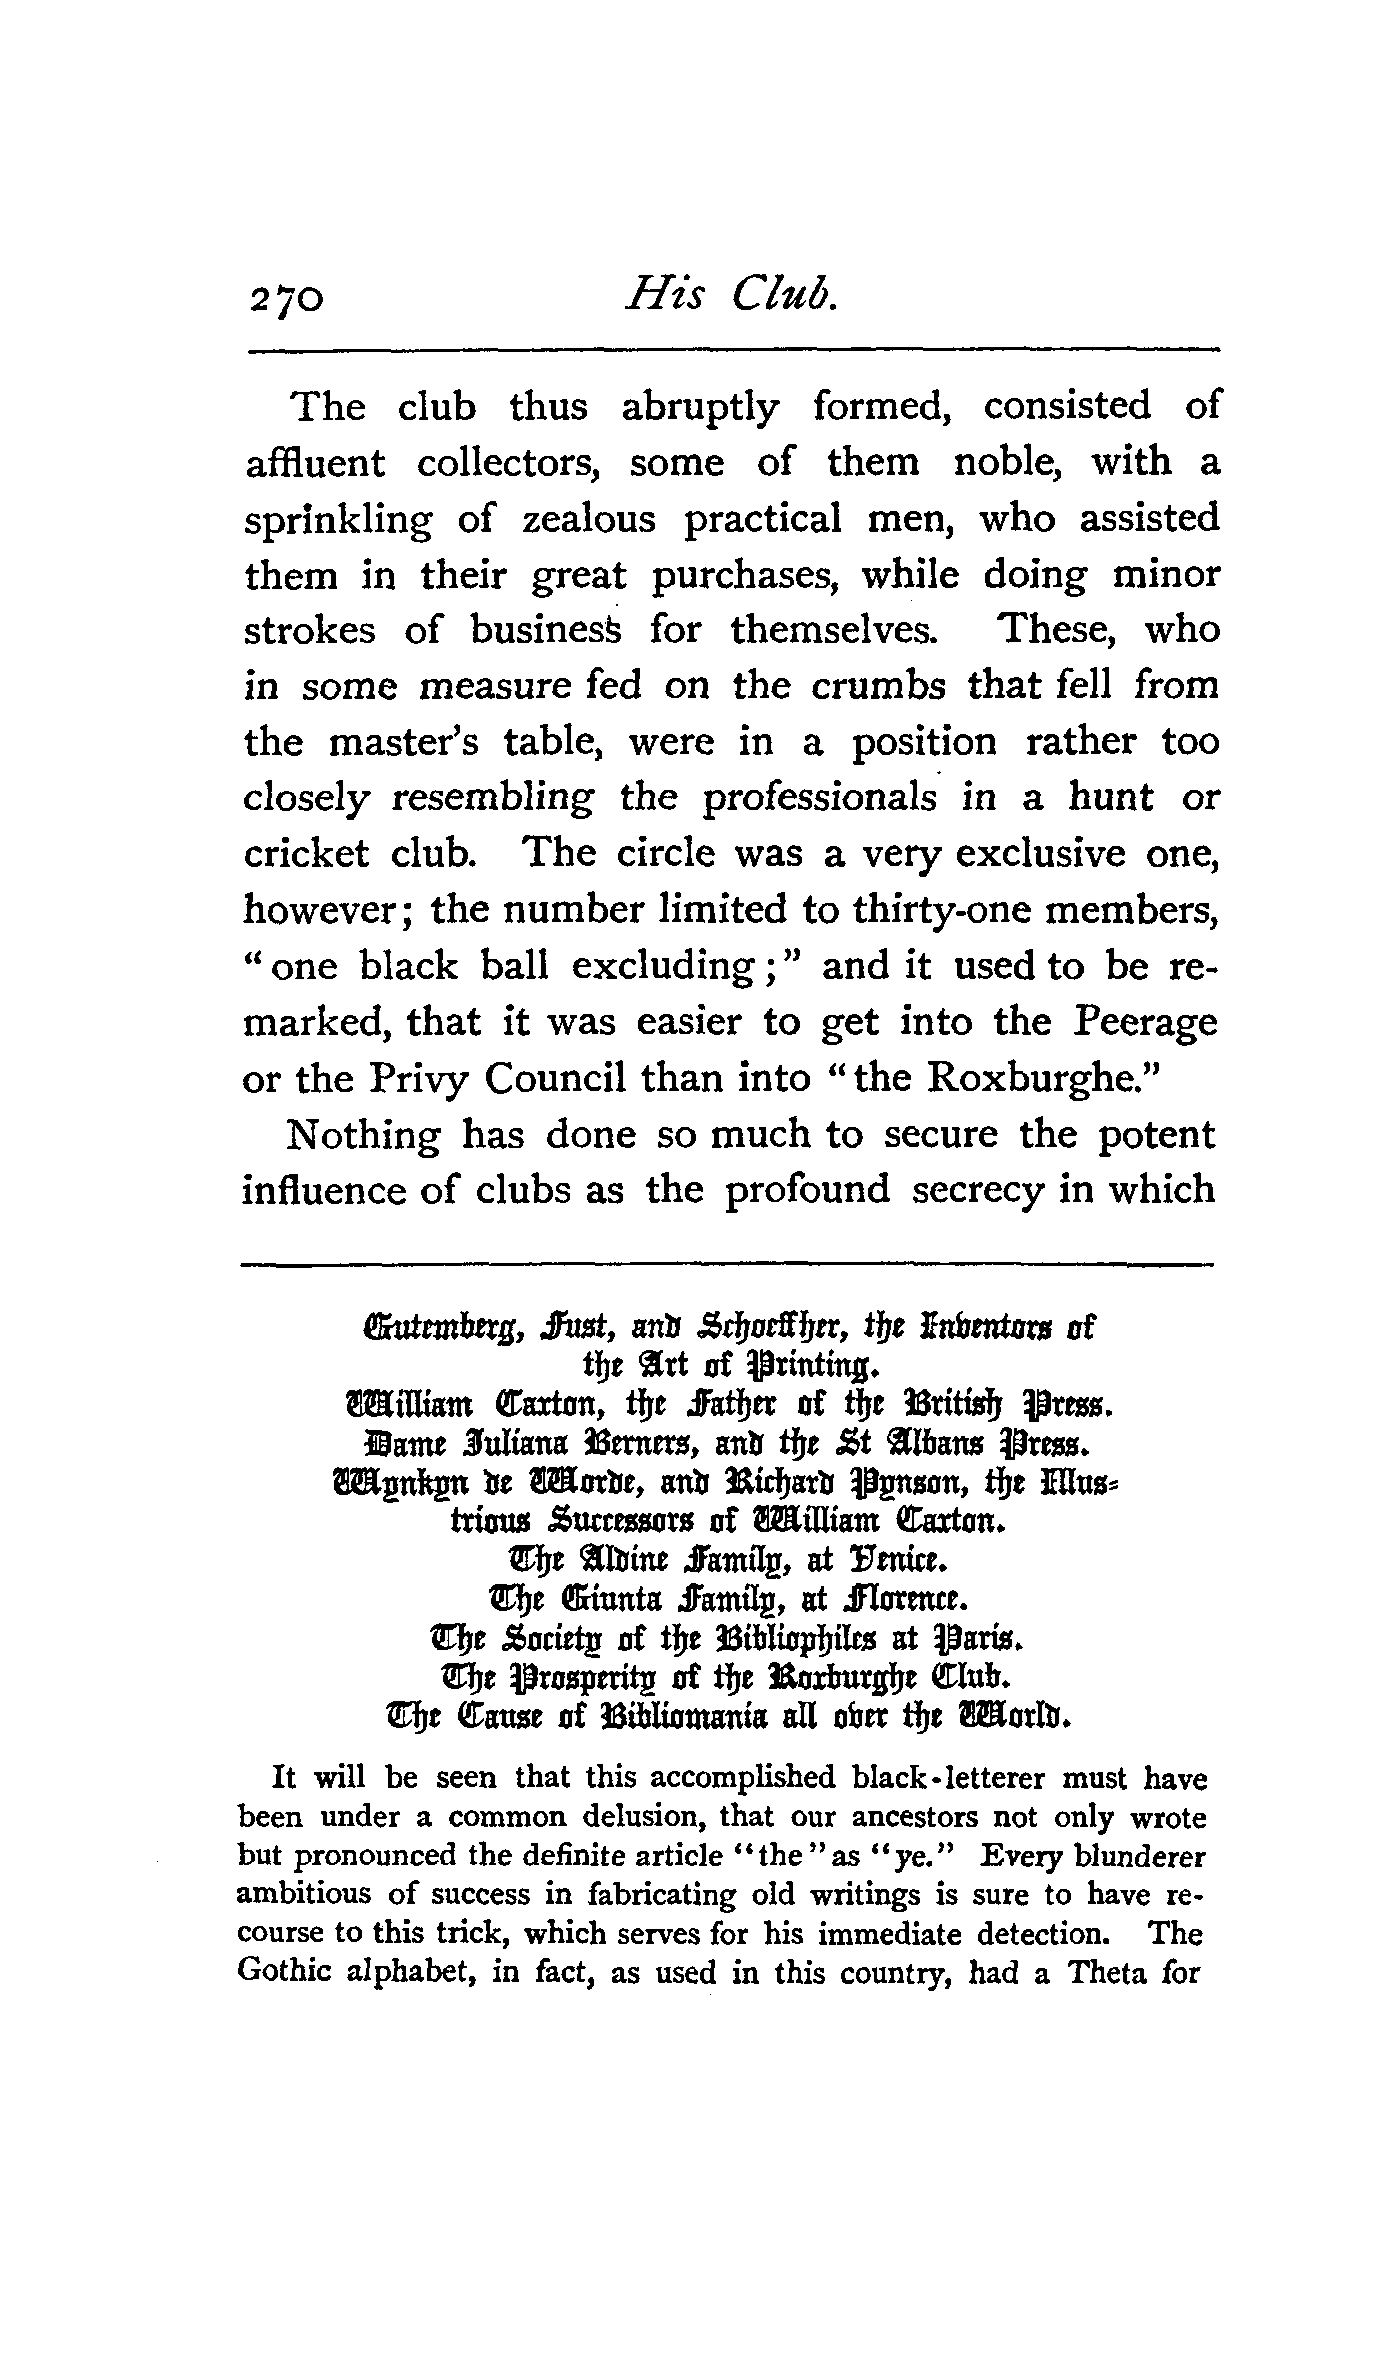 270 His Club.
The club thus abruptly formed, consisted of
affluent collectors, some of them noble, with a
sprinkling of zealous practical men, who assisted
them in their great purchases, while doing minor
strokes of business for themselves. These, who
in some measure fed on the crumbs that fell from
the master's table, were in a position rather too
closely resembling the professionals in a hunt or
cricket club. The circle was a very exclusive one,
however; the number limited to thirty-one members,
"one black ball excluding;" and it used to be re-
marked, that it was easier to get into the Peerage
or the Privy Council than into "the Roxburghe."
Nothing has done so much to secure the potent
influence of clubs as the profound secrecy in which
Gutemberg, Fust, and Schoeffher, the Inventors of
the Art of Printing.
William Caxton, the Father of the British Press.
Dame Juliana Berners, and the St Albans Press.
Wynkyn de Worde, and Richard Pynson, the Illus-
trious Successors of William Caxton.
The Aldine Family, at Venice.
The Giunta Family, at Florence.
The Society of the Bibliophiles at Paris.
The Prosperity of the Roxburghe Club.
The Cause of Bibliomania all over the World.
It will be seen that this accomplished black-letterer must have
been under a common delusion, that our ancestors not only wrote
but pronounced the definite article "the" as "ye." Every blunderer
ambitious of success in fabricating old writings is sure to have re-
course to this trick, which serves for his immediate detection. The
Gothic alphabet, in fact, as used in this country, had a Theta for